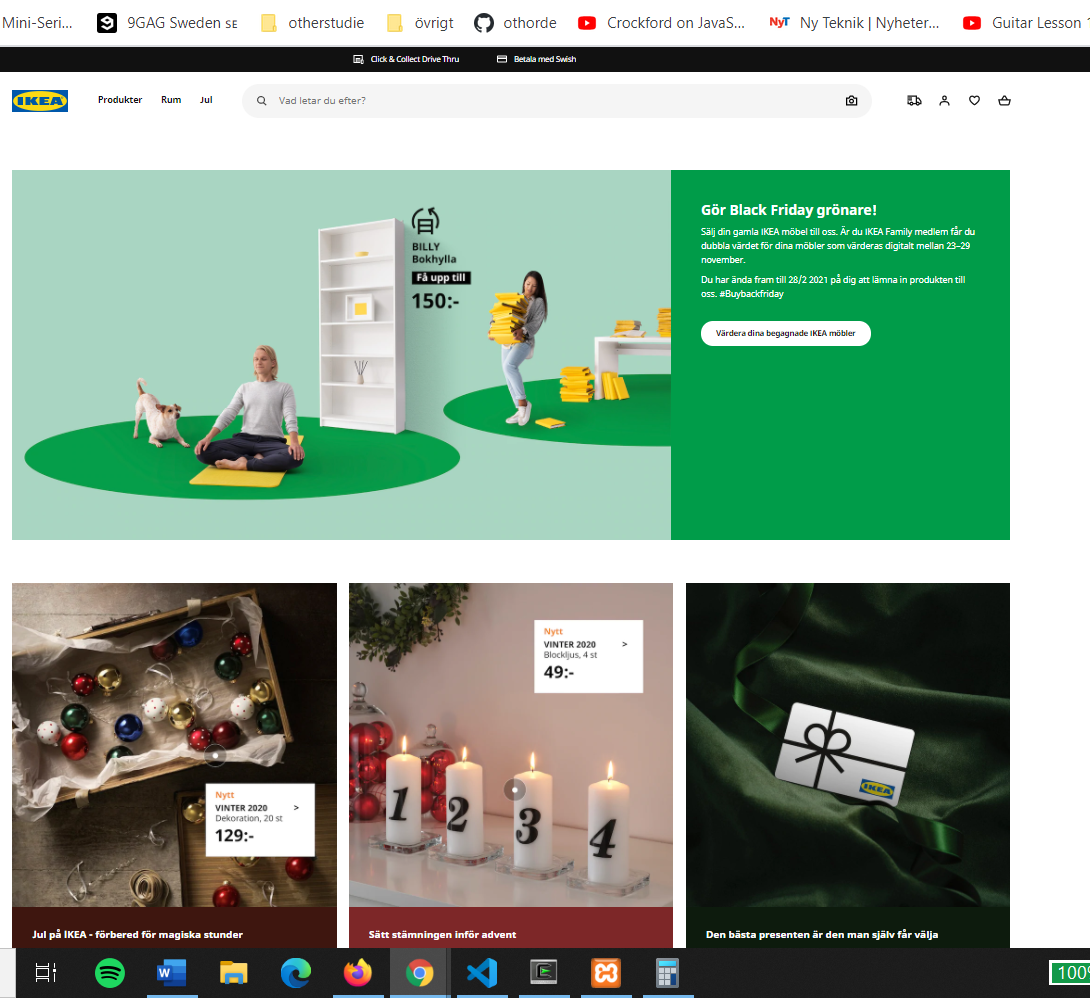 Mini-Seri... 9GAG Sweden SE otherstudie övrigt othorde Crockford on JavaS... NyT Ny Teknik | Nyheter... Guitar Lesson
Click & Collect Drive Thru Betala med Swish
IKEA Produkter Rum Jul Vad letar du efter?
BILLY
Bokhylla
Få upp till
150:-
Gör Black Friday grönare!
Sälj din gamla IKEA möbel till oss. Är du IKEA Family medlem får du
dubbla värdet för dina möbler som värderas digitalt mellan 23–29
november.
Du har ända fram till 28/2 2021 på dig att lämna in produkten till
oss. #Buybackfriday
Värdera dina begagnade IKEA möbler
Nytt
VINTER 2020 >
Dekoration, 20 st
129:-
Jul på IKEA - förbered för magiska stunder
Nytt
VINTER 2020 >
Blockljus, 4 st
49:-
1 2 3 4
Sätt stämningen inför advent
IKEA
Den bästa presenten är den man själv får välja
100%